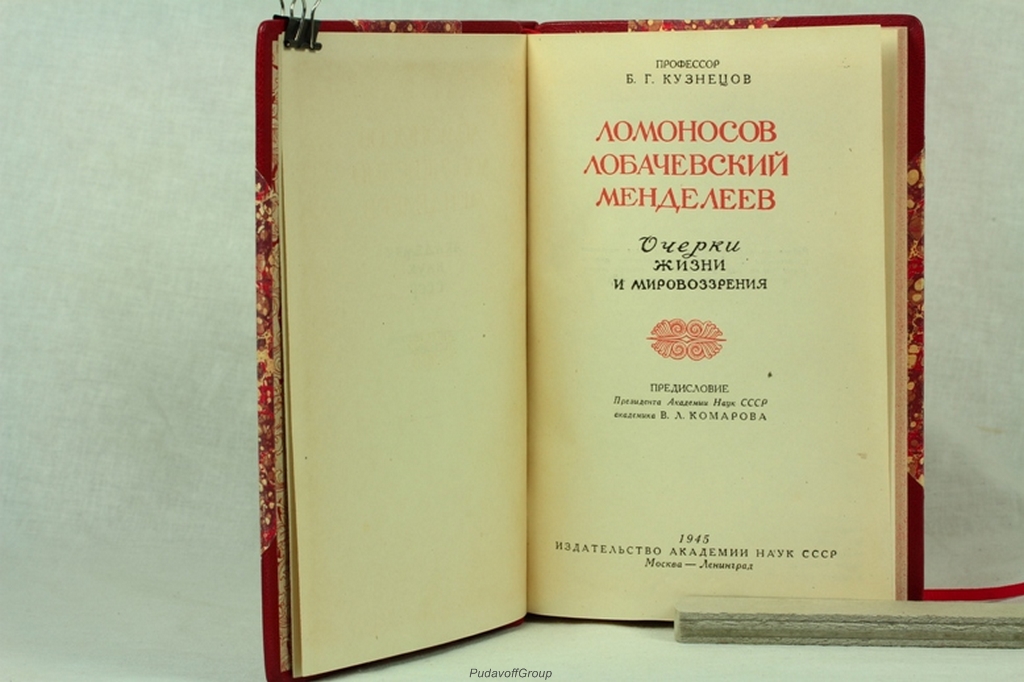 ПРОФЕССОР
Б. Г. КУЗНЕЦОВ
ЛОМОНОСОВ
ЛОБАЧЕВСКИЙ
МЕНДЕЛЕЕВ
Очерки
ЖИЗНИ
И МИРОВОЗЗРЕНИЯ
ПРЕДИСЛОВИЕ
Президента Академии Наук СССР
академика В. Л. КОМАРОВА
1945
ИЗДАТЕЛЬСТВО АКАДЕМИИ НАУК СССР
Москва — Ленинград
PudavoffGroup